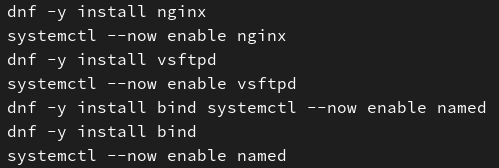 dnf -y install nginx
systemctl --now enable nginx
dnf -y install vsftpd
systemctl --now enable vsftpd
dnf -y install bind systemctl --now enable named
dnf -y install bind
systemctl --now enable named